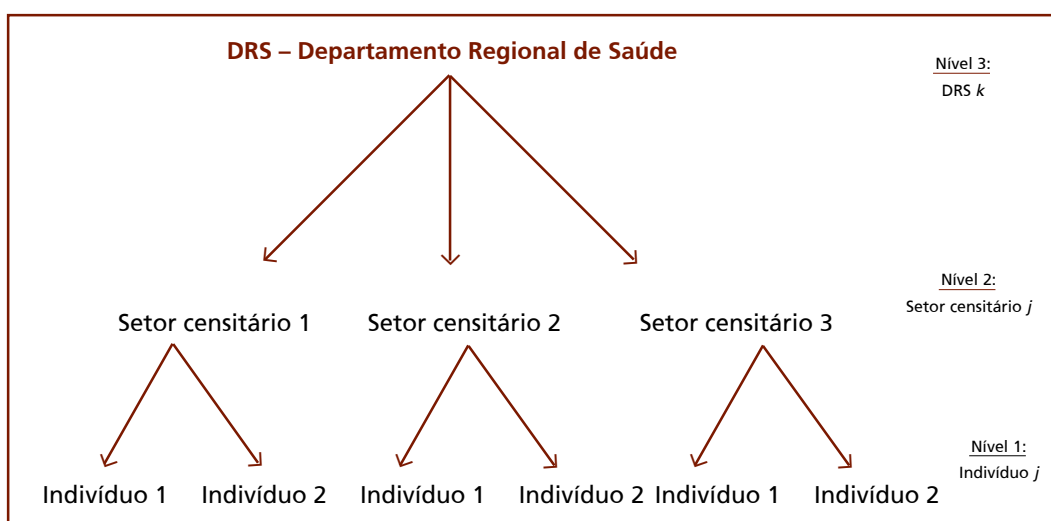 DRS – Departamento Regional de Saúde
Nível 3:
DRS k
Setor censitário 1
Setor censitário 2
Setor censitário 3
Nível 2:
Setor censitário j
Indivíduo 1
Indivíduo 2
Indivíduo 1
Indivíduo 2
Indivíduo 1
Indivíduo 2
Nível 1:
Indivíduo j